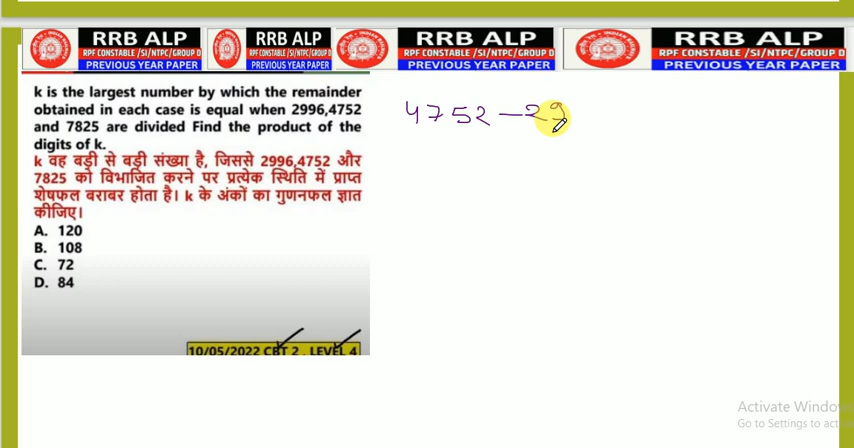 RRB ALP RRB ALP RRB ALP RRB ALP
RPF CONSTABLE /SI/NTPC/GROUP D RPF CONSTABLE /SI/NTPC/GROUP D RPF CONSTABLE /SI/NTPC/GROUP D RPF CONSTABLE /SI/NTPC/GROUP D
PREVIOUS YEAR PAPER PREVIOUS YEAR PAPER PREVIOUS YEAR PAPER PREVIOUS YEAR PAPER
k is the largest number by which the remainder
obtained in each case is equal when 2996,4752
and 7825 are divided Find the product of the
digits of k.
k वह बड़ी से बड़ी संख्या है, जिससे 2996,4752 और
7825 को विभाजित करने पर प्रत्येक स्थिति में प्राप्त
शेषफल बराबर होता है। k के अंकों का गुणनफल ज्ञात
कीजिए।
A. 120
B. 108
C. 72
D. 84
10/05/2022 CBT 2 . LEVEL 4
4752 - 29
Activate Windo
Go to Settings to act